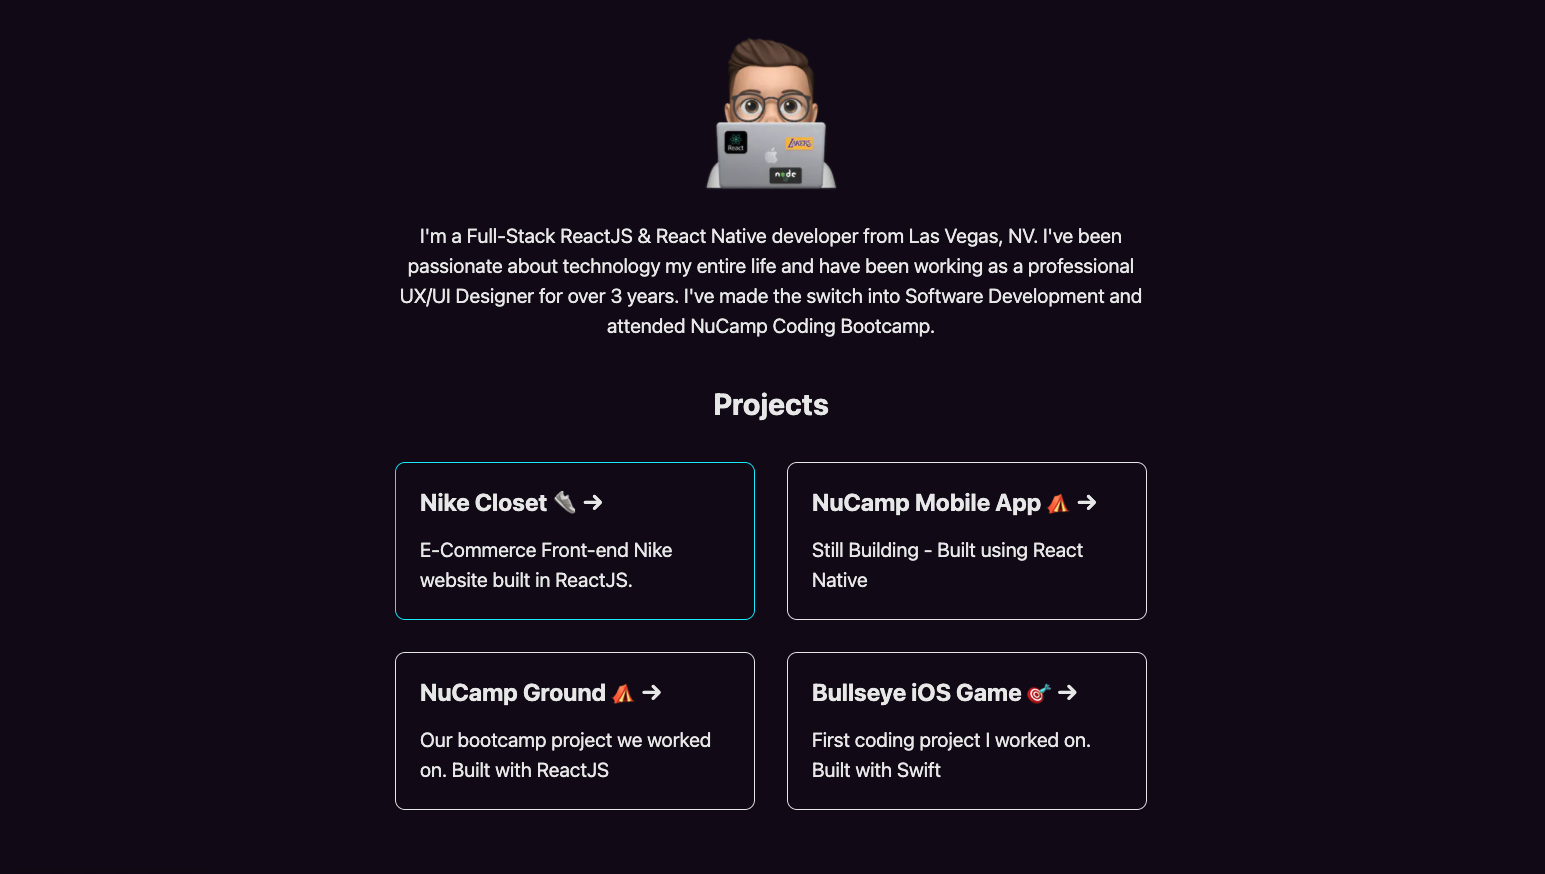 React
LAKERS
node
I'm a Full-Stack ReactJS & React Native developer from Las Vegas, NV. I've been
passionate about technology my entire life and have been working as a professional
UX/UI Designer for over 3 years. I've made the switch into Software Development and
attended NuCamp Coding Bootcamp.
Projects
Nike Closet 👟 →
E-Commerce Front-end Nike
website built in ReactJS.
NuCamp Mobile App ⛺ →
Still Building - Built using React
Native
NuCamp Ground ⛺ →
Our bootcamp project we worked
on. Built with ReactJS
Bullseye iOS Game 🎯 →
First coding project I worked on.
Built with Swift